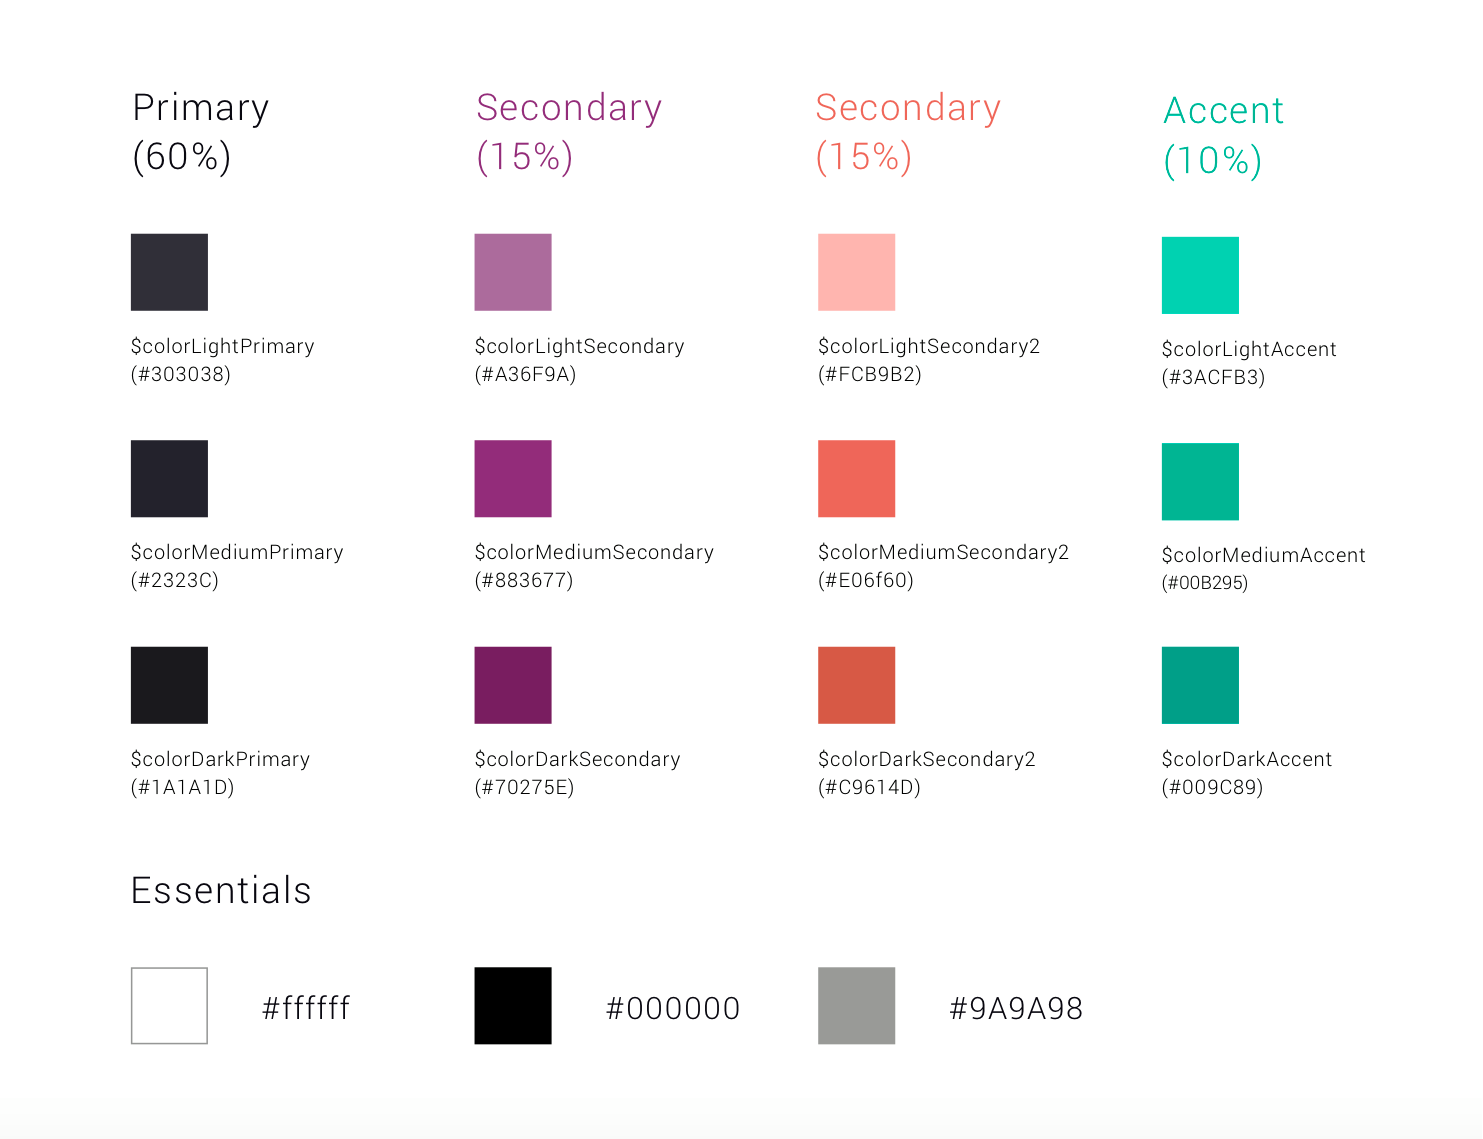 Primary
(60%)
Secondary
(15%)
Secondary
(15%)
Accent
(10%)
$colorLightPrimary
(#303038)
$colorLightSecondary
(#A36F9A)
$colorLightSecondary2
(#FCB9B2)
$colorLightAccent
(#3ACFB3)
$colorMediumPrimary
(#2323C)
$colorMediumSecondary
(#883677)
$colorMediumSecondary2
(#E06f60)
$colorMediumAccent
(#00B295)
$colorDarkPrimary
(#1A1A1D)
$colorDarkSecondary
(#70275E)
$colorDarkSecondary2
(#C9614D)
$colorDarkAccent
(#009C89)
Essentials
#ffffff
#000000
#9A9A98